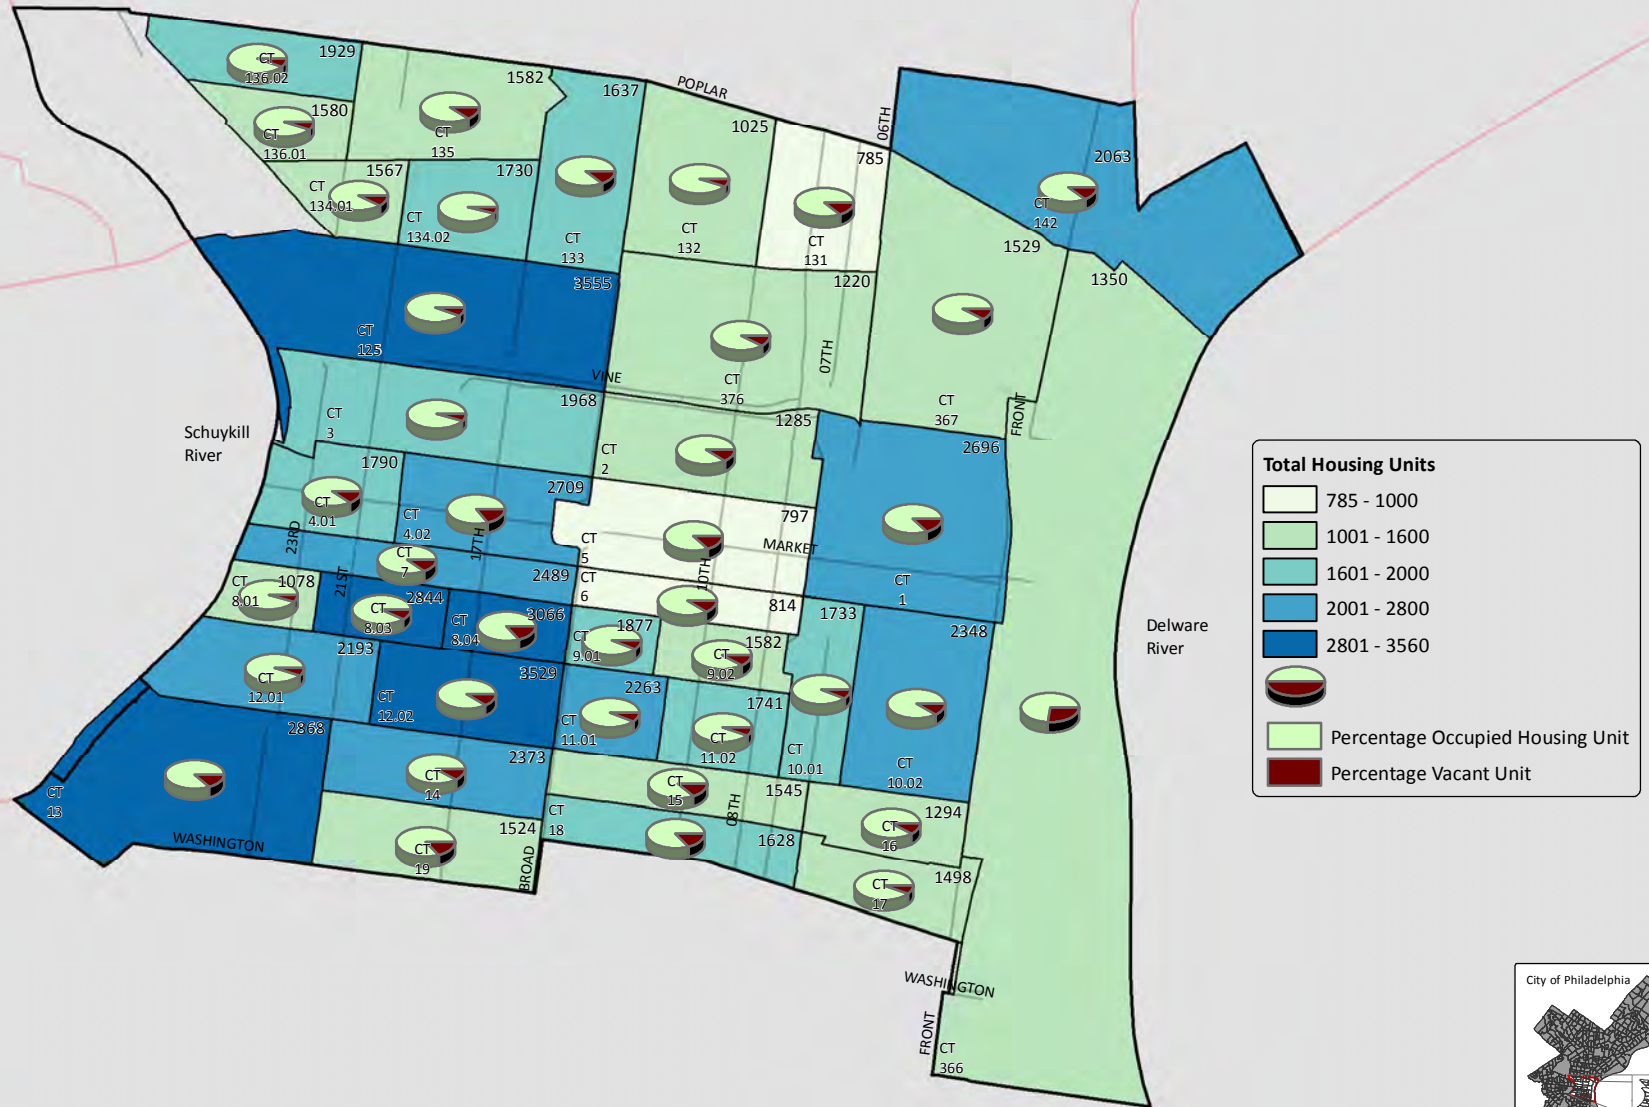 1929
CT
136.02
1582
1637
POPLAR
1580
CT
136.01
CT
135
1025
06TH
785
2063
1567
CT
134.01
1730
CT
134.02
CT
133
CT
132
CT
131
CT
142
1529
1350
3555
CT
125
1220
07TH
CT
376
CT
367
VINE
1968
CT
3
1285
CT
2
FRONT
2696
Schuykill
River
1790
CT
4.01
2709
CT
4.02
797
CT
5
MARKET
23RD
17TH
CT
7
2489
CT
6
10TH
814
CT
1
CT
8.01
1078
21ST
2844
CT
8.03
3066
CT
8.04
1877
CT
9.01
1582
CT
9.02
1733
2348
2193
CT
12.01
3529
CT
12.02
2263
CT
11.01
1741
CT
11.02
CT
10.01
CT
10.02
2868
CT
13
WASHINGTON
2373
CT
14
1545
CT
15
08TH
1294
CT
16
1524
CT
19
BROAD
CT
18
1628
1498
CT
17
WASHINGTON
FRONT
CT
366
Delware
River
Total Housing Units
785 - 1000
1001 - 1600
1601 - 2000
2001 - 2800
2801 - 3560
Percentage Occupied Housing Unit
Percentage Vacant Unit
City of Philadelphia